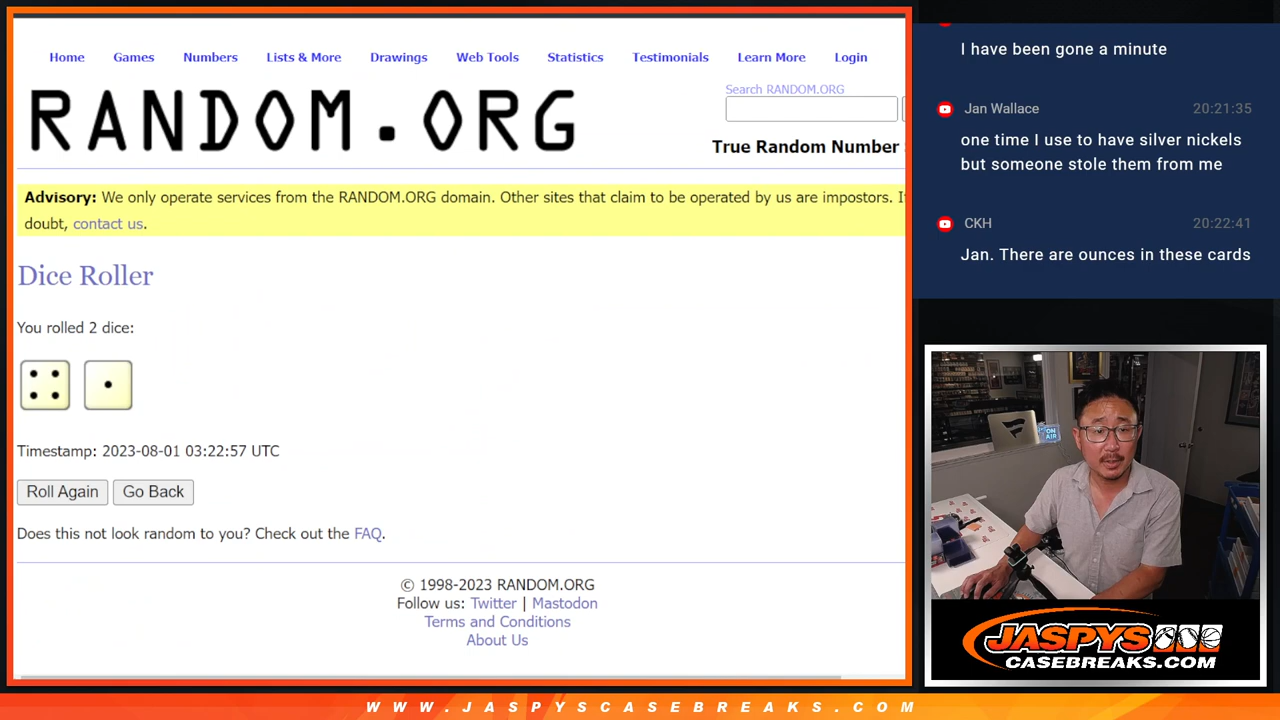 Home Games Numbers Lists & More Drawings Web Tools Statistics Testimonials Learn More Login
RANDOM.ORG
Search RANDOM.ORG
True Random Number
Advisory: We only operate services from the RANDOM.ORG domain. Other sites that claim to be operated by us are impostors. I
doubt, contact us.
Dice Roller
You rolled 2 dice:
Timestamp: 2023-08-01 03:22:57 UTC
Roll Again Go Back
Does this not look random to you? Check out the FAQ.
© 1998-2023 RANDOM.ORG
Follow us: Twitter | Mastodon
Terms and Conditions
About Us
I have been gone a minute
Jan Wallace 20:21:35
one time I use to have silver nickels
but someone stole them from me
CKH 20:22:41
Jan. There are ounces in these cards
ON
AIR
JASPYS
CASEBREAKS.COM
WWW.JASPYSCASEBREAKS.COM